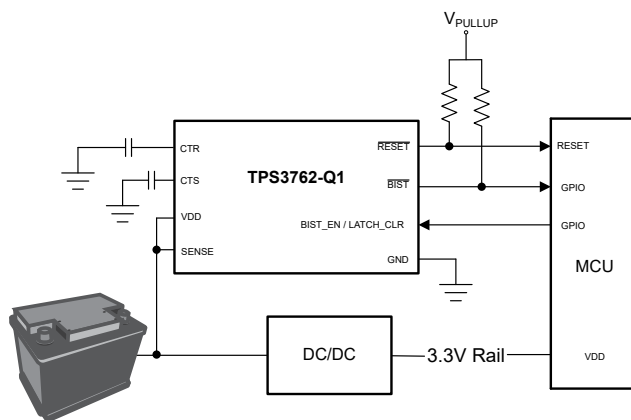 VPULLUP
CTR
CTS
VDD
SENSE
TPS3762-Q1
RESET
BIST
BIST_EN / LATCH_CLR
GND
RESET
GPIO
GPIO
MCU
VDD
DC/DC
3.3V Rail